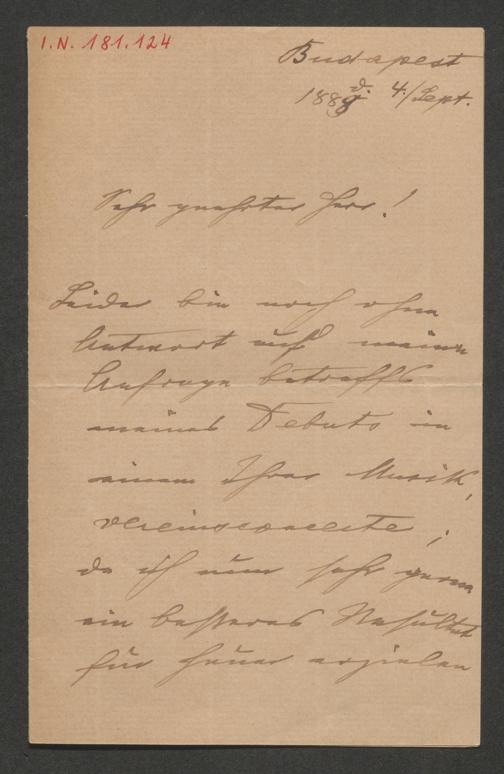 I.N. 181.124
Budapest
188 d. 4./Sept.
Sehr geehrter Herr!
Leider bin noch ohne
Antwort auf meine
Anfrage betreffs
meines Debuts in
einem Ihrer Musik,
vereinsconcerte;
da ich nun sehr gerne
ein besseres Resultat
für heuer erzielen